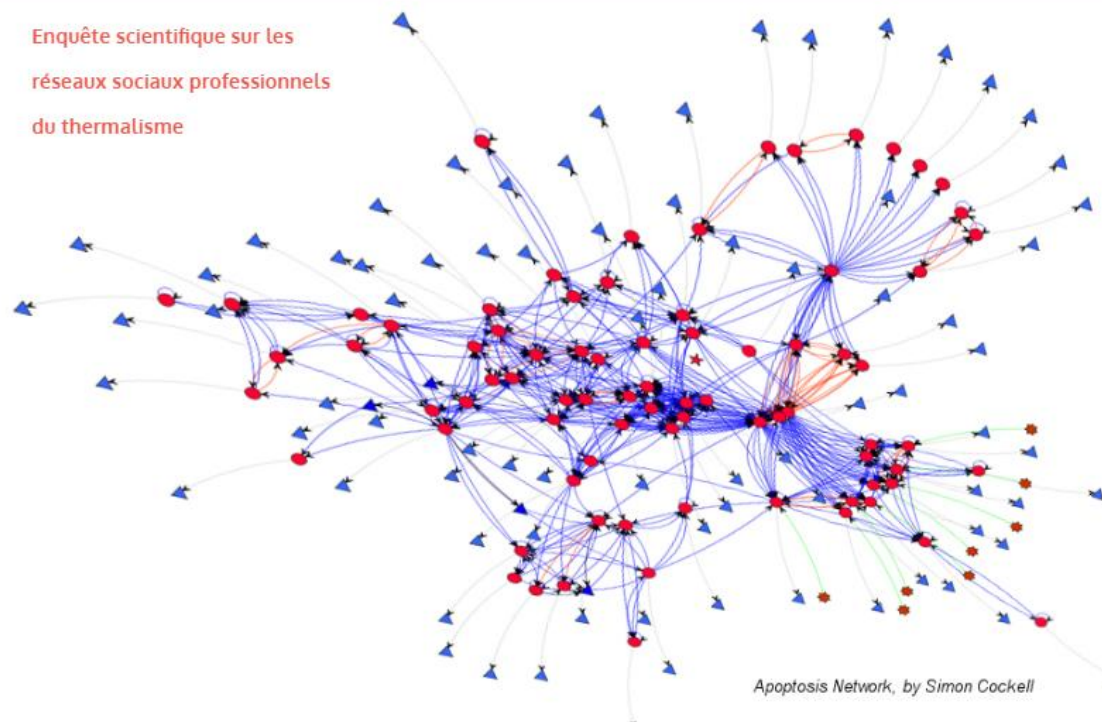 Enquête scientifique sur les
réseaux sociaux professionnels
du thermalisme
Apoptosis Network, by Simon Cockell